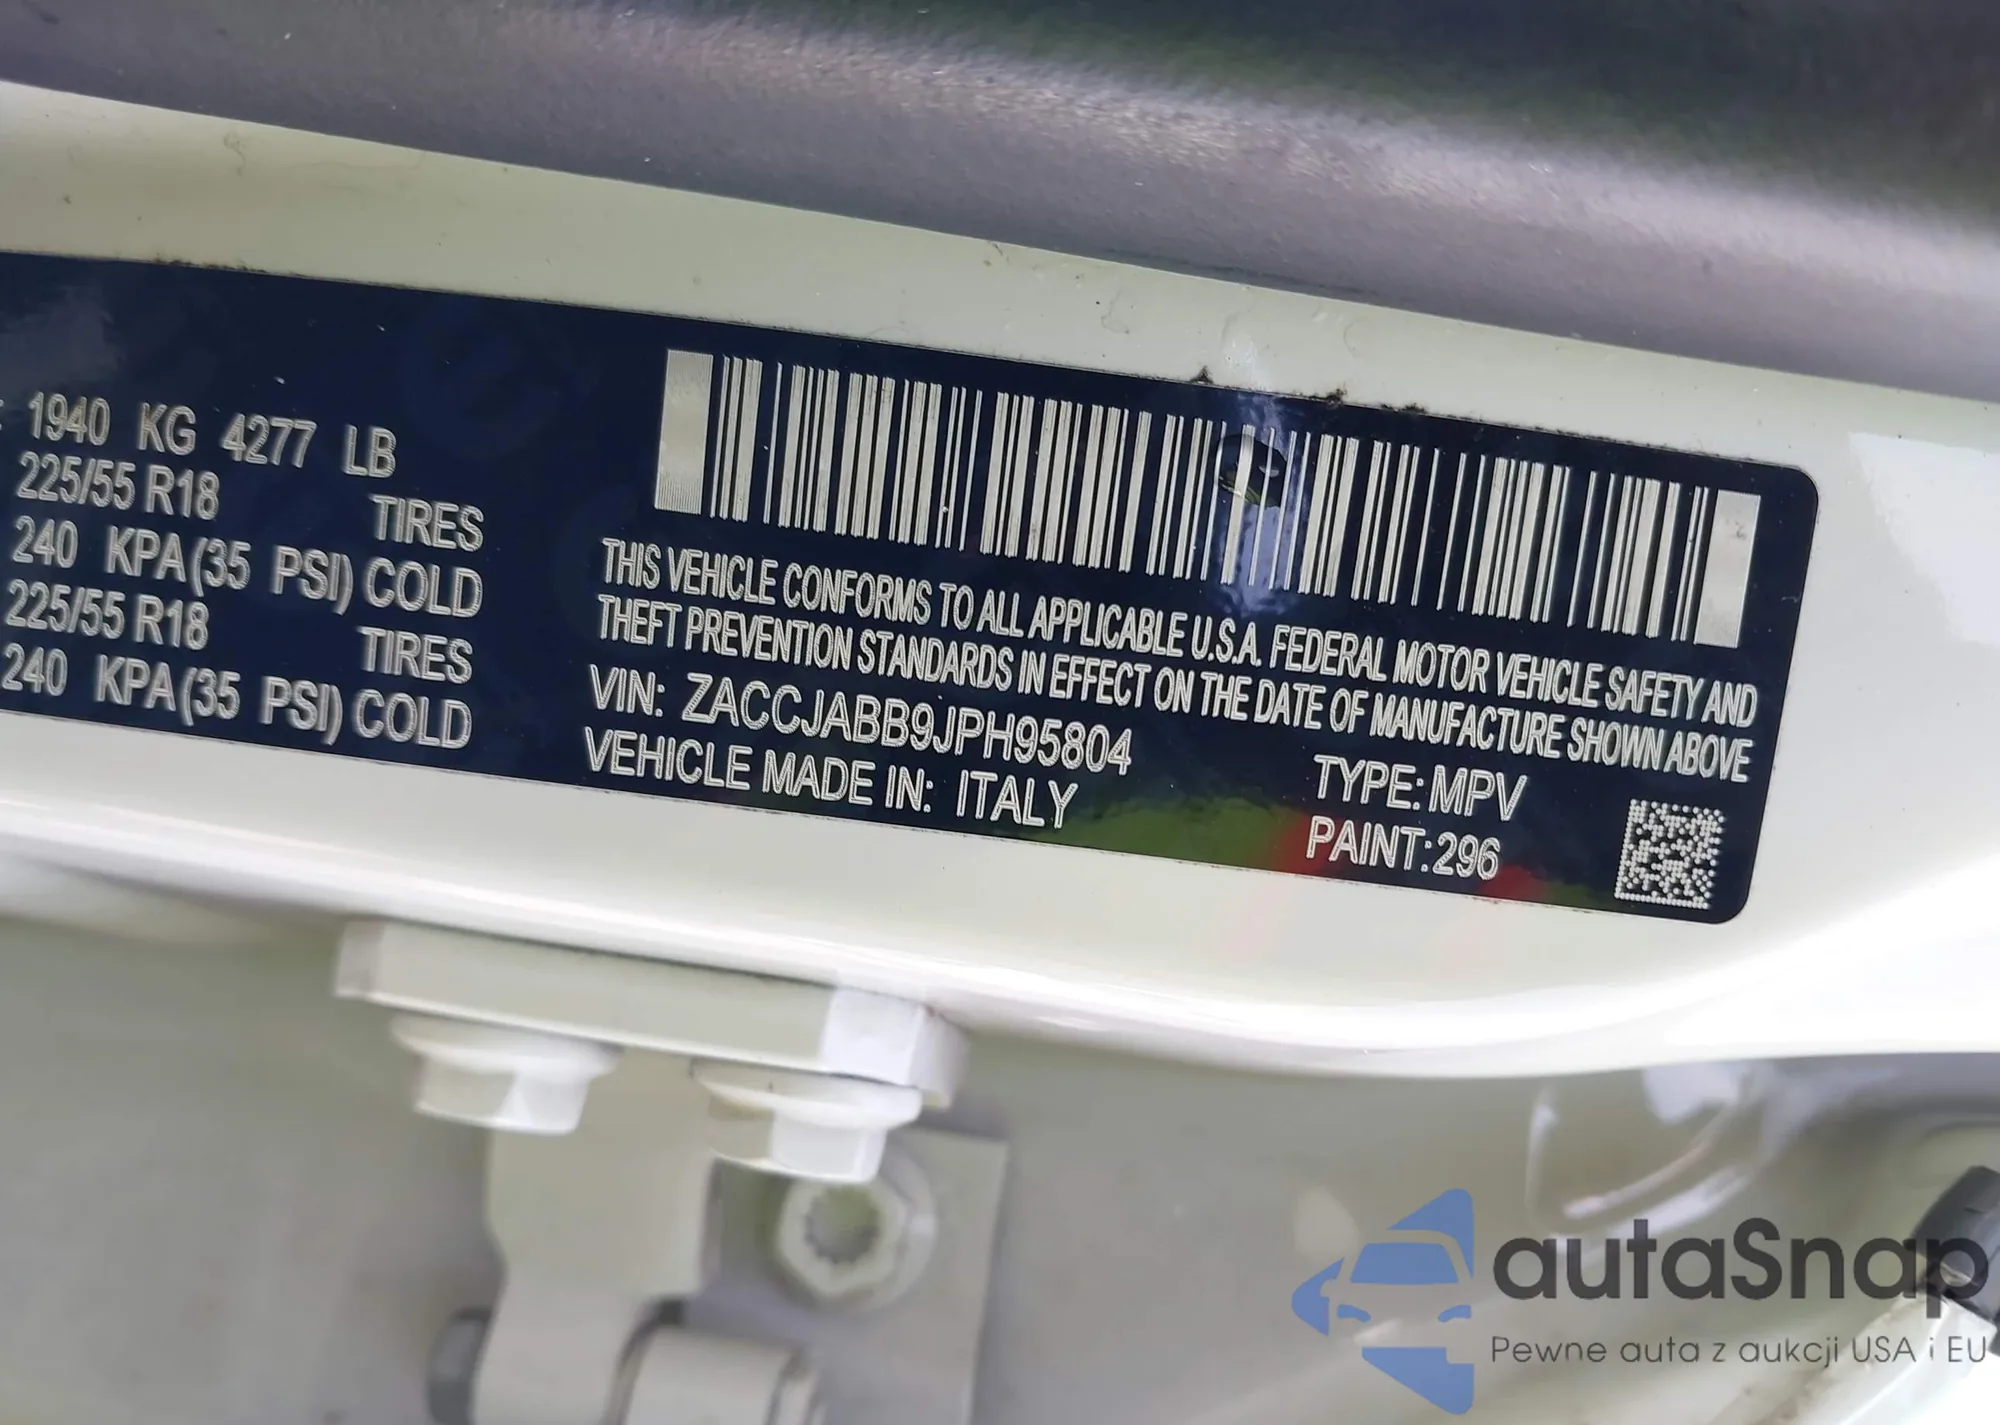 1940 KG 4277 LB
225/55 R18 TIRES
240 KPA(35 PSI) COLD
225/55 R18 TIRES
240 KPA(35 PSI) COLD
THIS VEHICLE CONFORMS TO ALL APPLICABLE U.S.A. FEDERAL MOTOR VEHICLE SAFETY AND
THEFT PREVENTION STANDARDS IN EFFECT ON THE DATE OF MANUFACTURE SHOWN ABOVE
VIN: ZACCJABB9JPH95804
TYPE: MPV
VEHICLE MADE IN: ITALY
PAINT: 296
autaSnap
Pewne auta z aukcji USA i EU